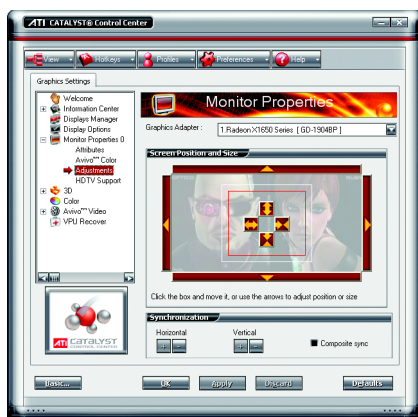 ATI CATALYST® Control Center
View
Hotkeys
Profiles
Preferences
Help
Graphics Settings
Welcome
Information Center
Displays Manager
Display Options
Monitor Properties 0
Attributes
Avivo™ Color
Adjustments
HDTV Support
3D
Color
Avivo™ Video
VPU Recover
ATI CATALYST
CONTROL CENTER
Monitor Properties
Graphics Adapter :
1.Radeon X1650 Series [ GD-1904BP ]
Screen Position and Size
Click the box and move it, or use the arrows to adjust position or size
Synchronization
Horizontal
Vertical
+ -
+ -
Composite sync
Basic...
OK
Apply
Discard
Defaults